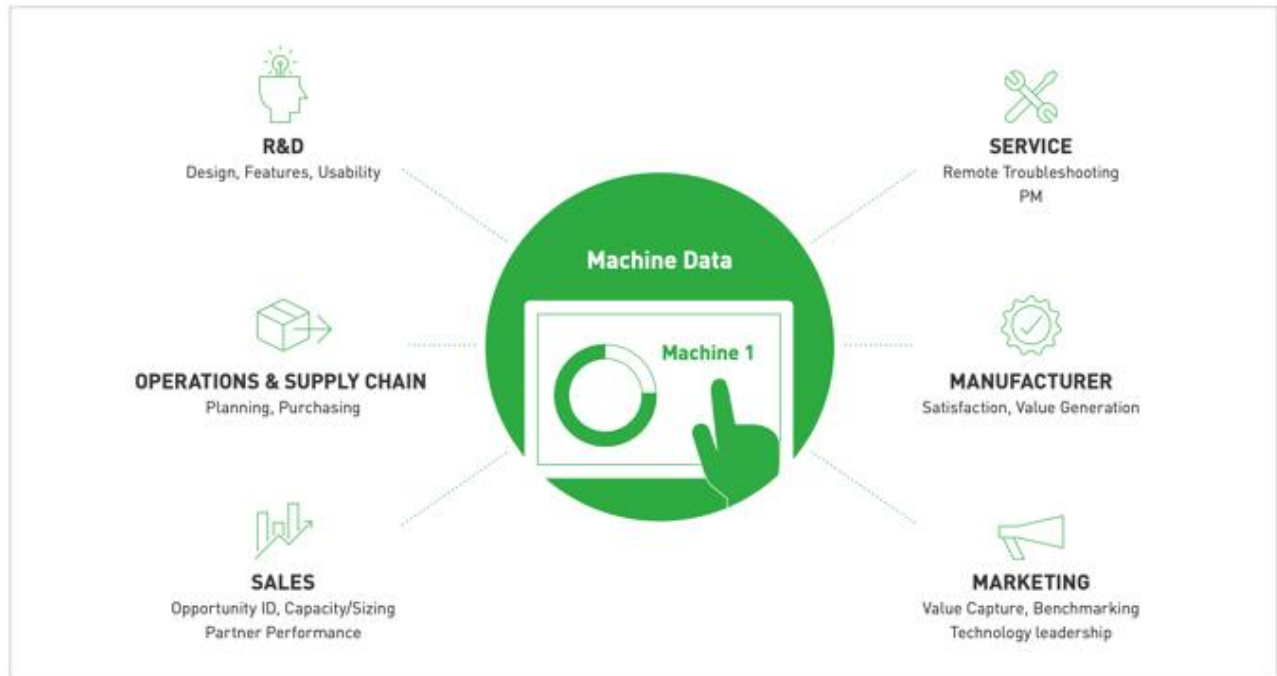 R&D
Design, Features, Usability
SERVICE
Remote Troubleshooting
PM
Machine Data
Machine 1
OPERATIONS & SUPPLY CHAIN
Planning, Purchasing
MANUFACTURER
Satisfaction, Value Generation
SALES
Opportunity ID, Capacity/Sizing
Partner Performance
MARKETING
Value Capture, Benchmarking
Technology leadership